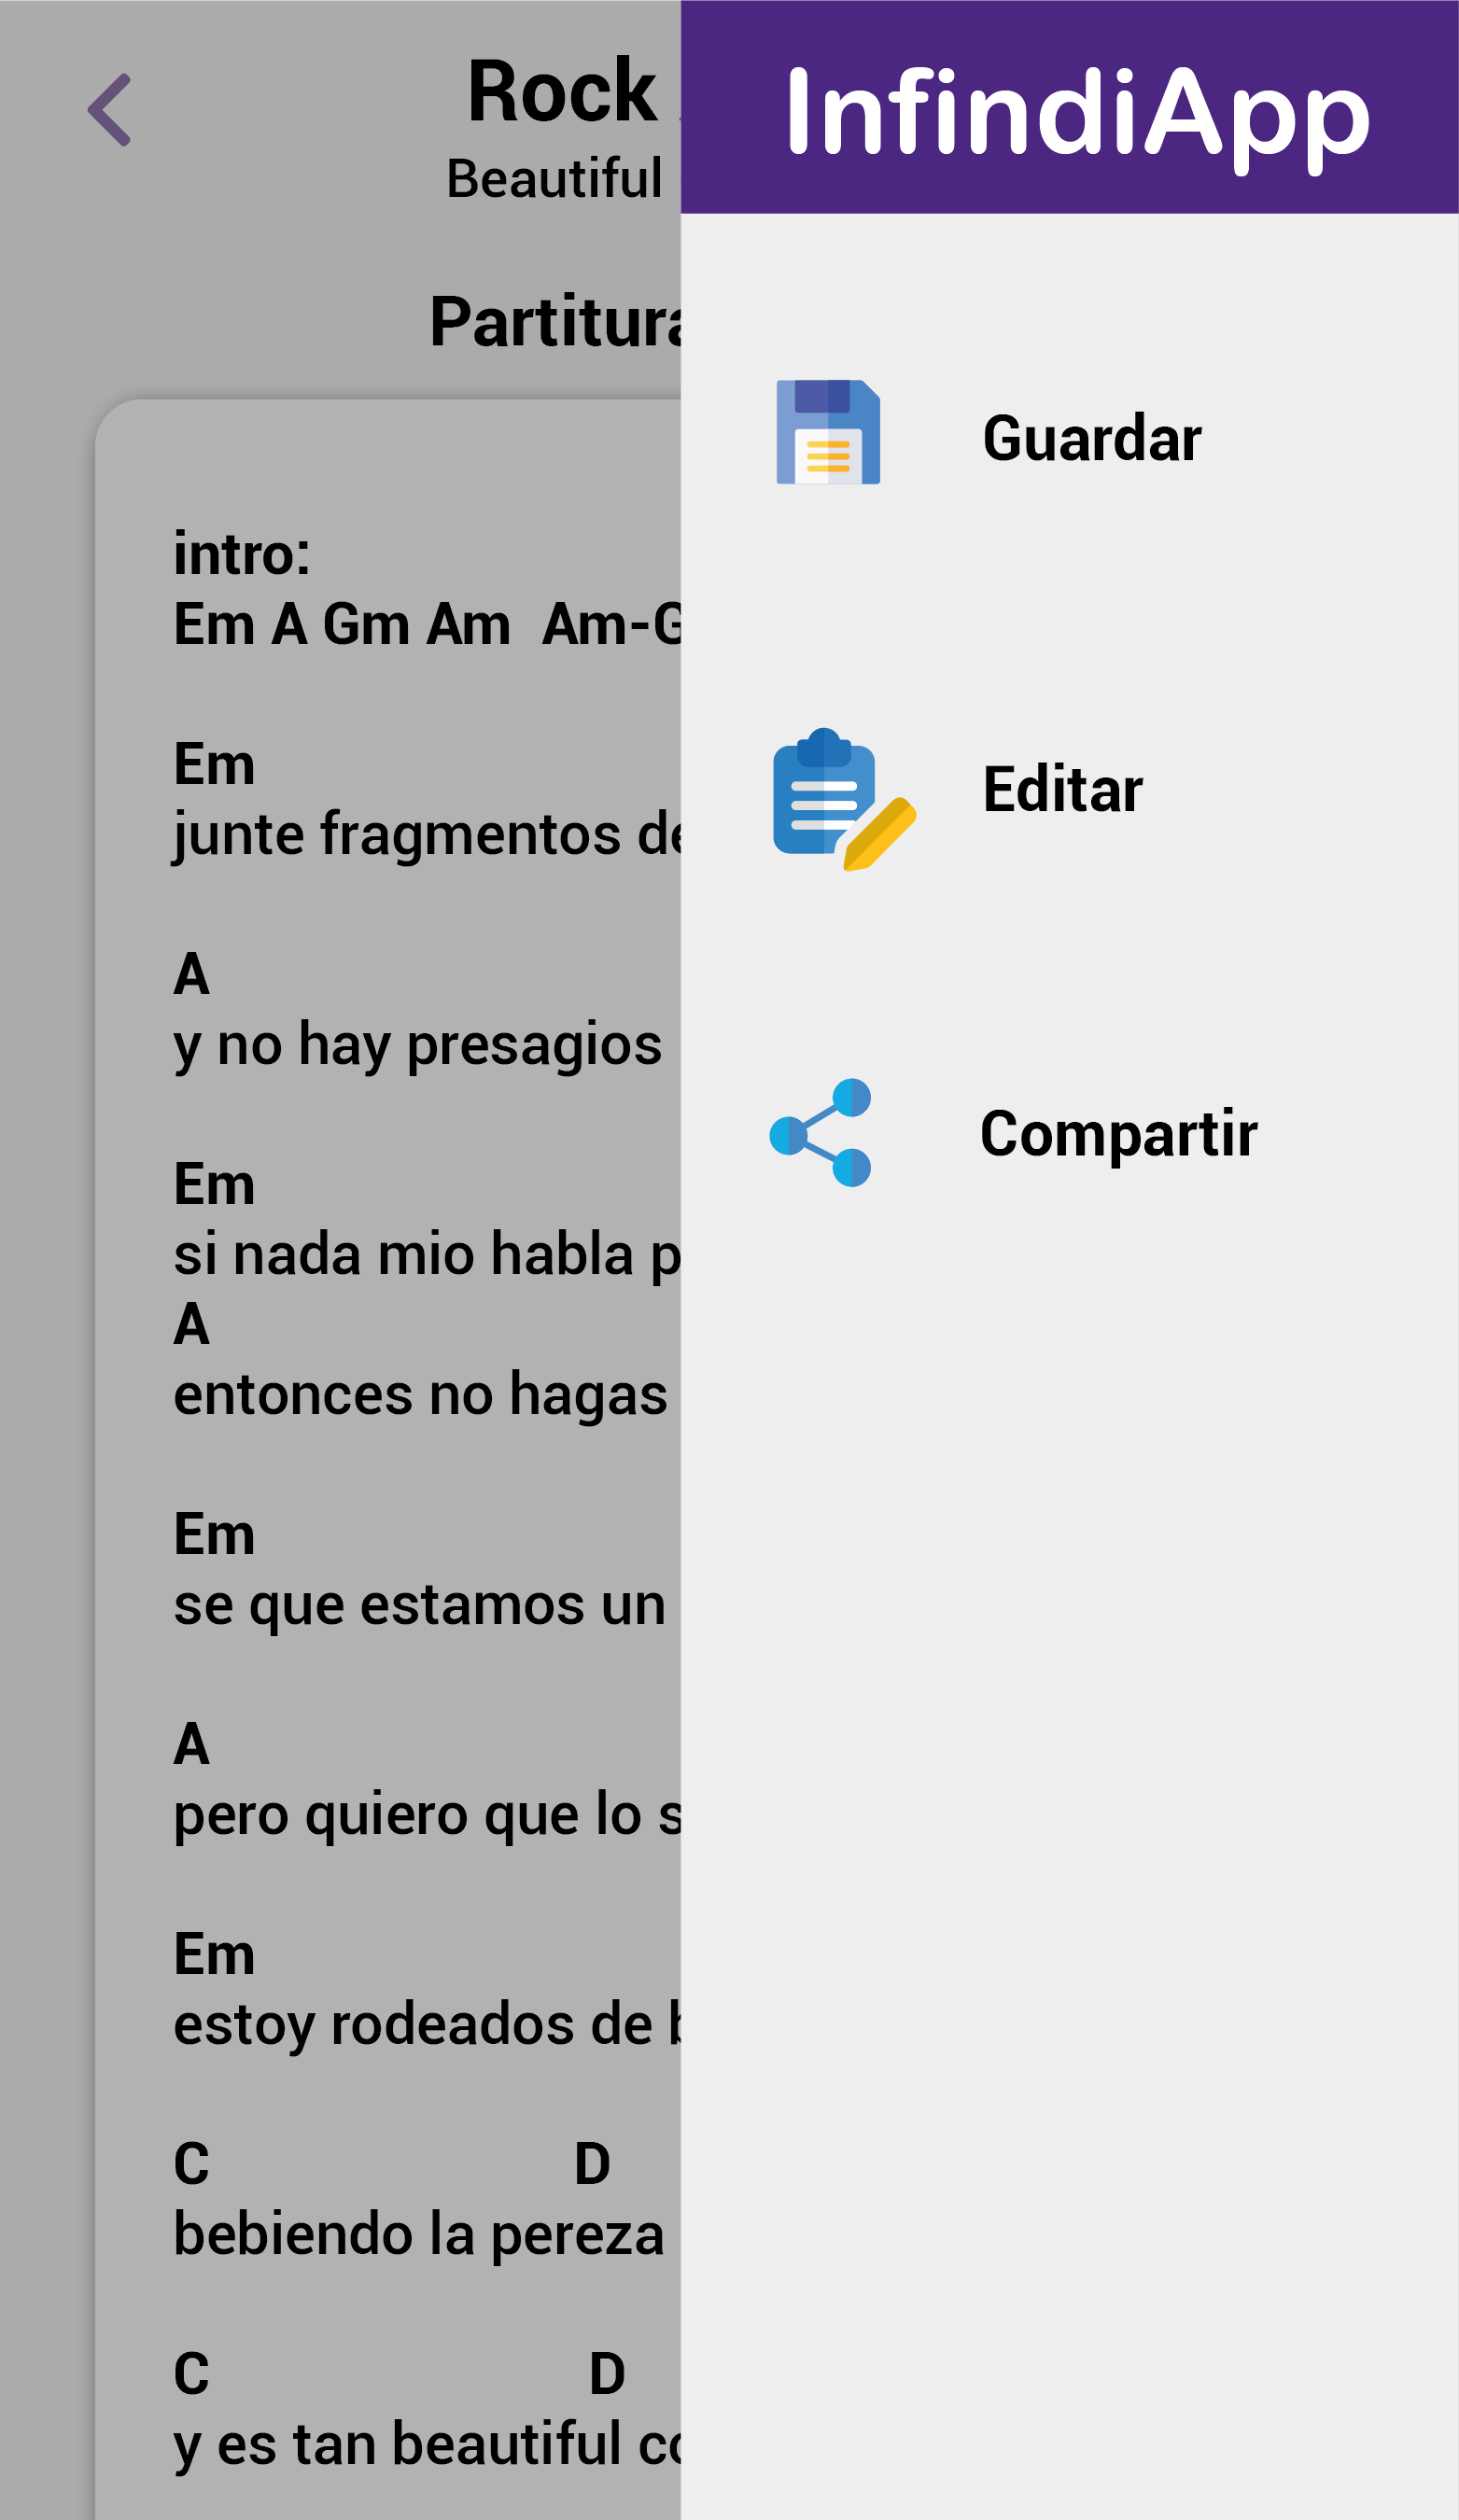 Rock
Beautiful
Partitura
intro:
Em A Gm Am  Am-G
Em
junte fragmentos de
A
y no hay presagios
Em
si nada mio habla p
A
entonces no hagas
Em
se que estamos un
A
pero quiero que lo s
Em
estoy rodeados de b
C D
bebiendo la pereza
C D
y es tan beautiful co
InfindiApp
Guardar
Editar
Compartir